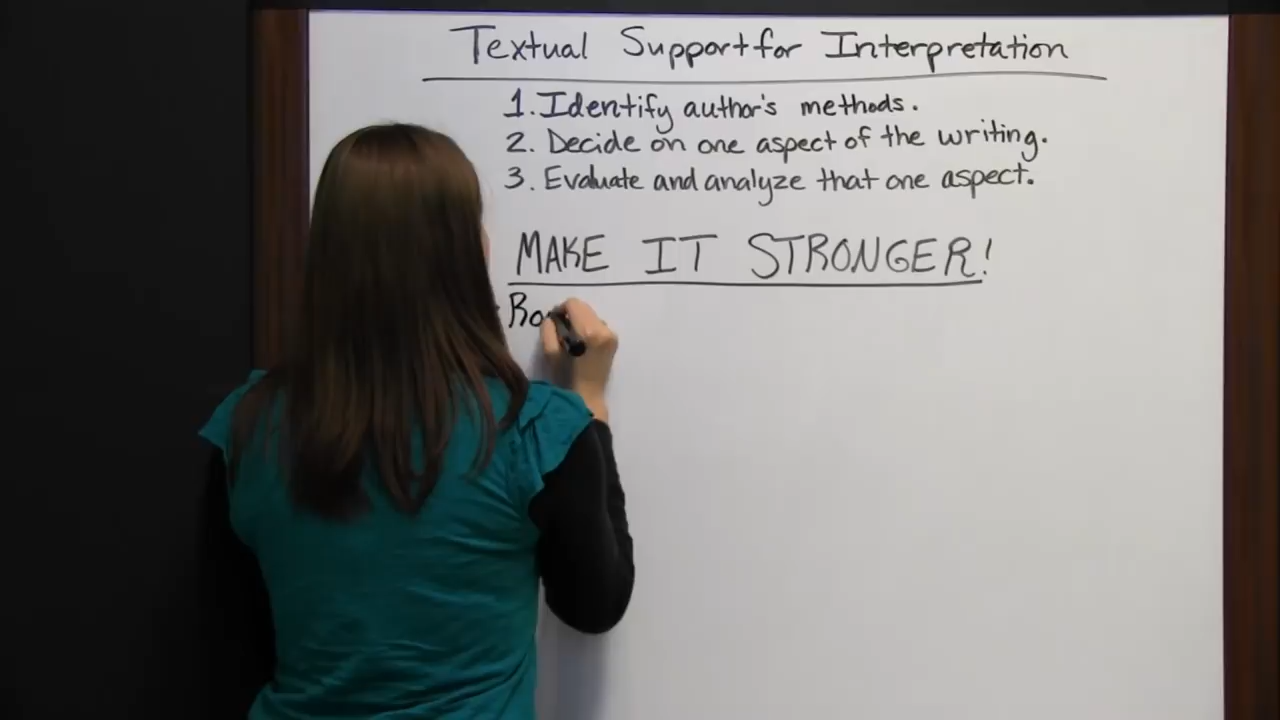 Textual Support for Interpretation
1. Identify author's methods.
2. Decide on one aspect of the writing.
3. Evaluate and analyze that one aspect.
MAKE IT STRONGER!